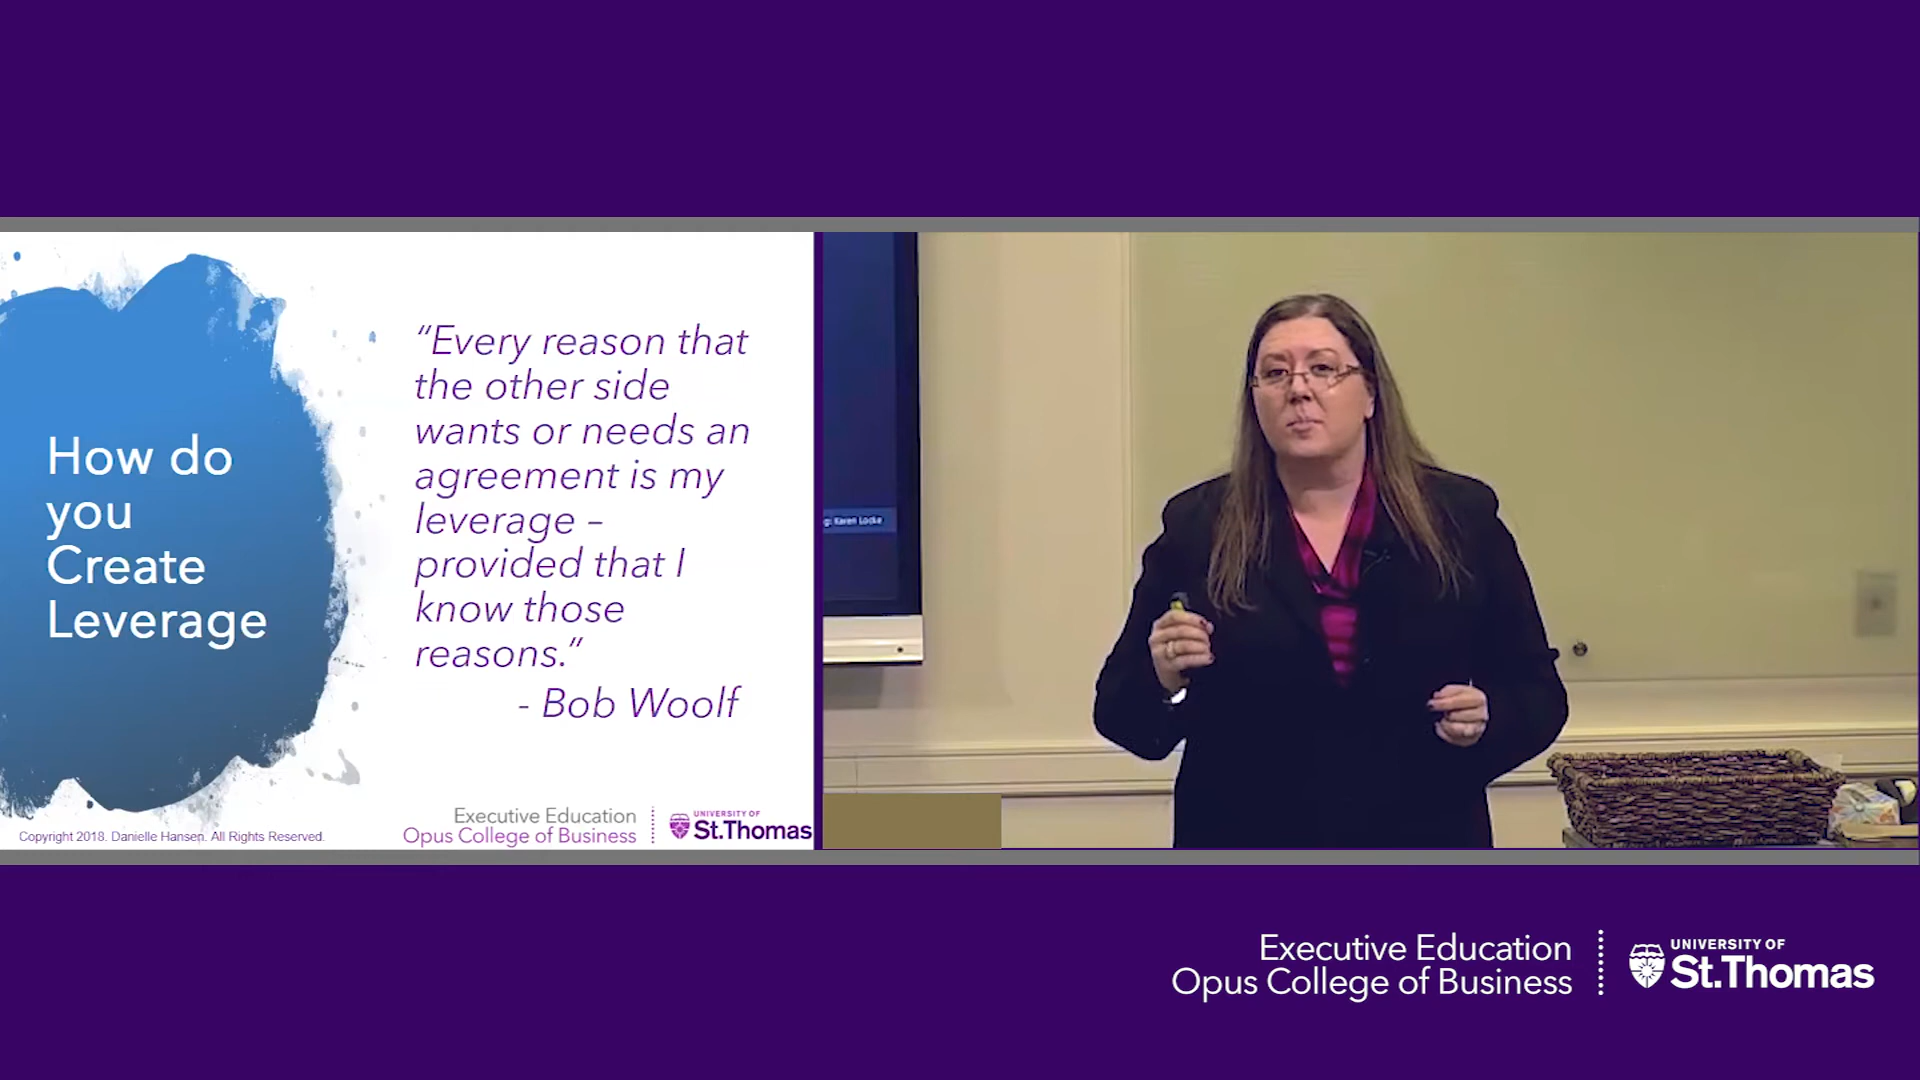 How do
you
Create
Leverage
“Every reason that
the other side
wants or needs an
agreement is my
leverage –
provided that I
know those
reasons.”
- Bob Woolf
Copyright 2018. Danielle Hansen. All Rights Reserved.
Executive Education
Opus College of Business
UNIVERSITY OF
St.Thomas
g: Karen Locke
Executive Education
Opus College of Business
UNIVERSITY OF
St.Thomas